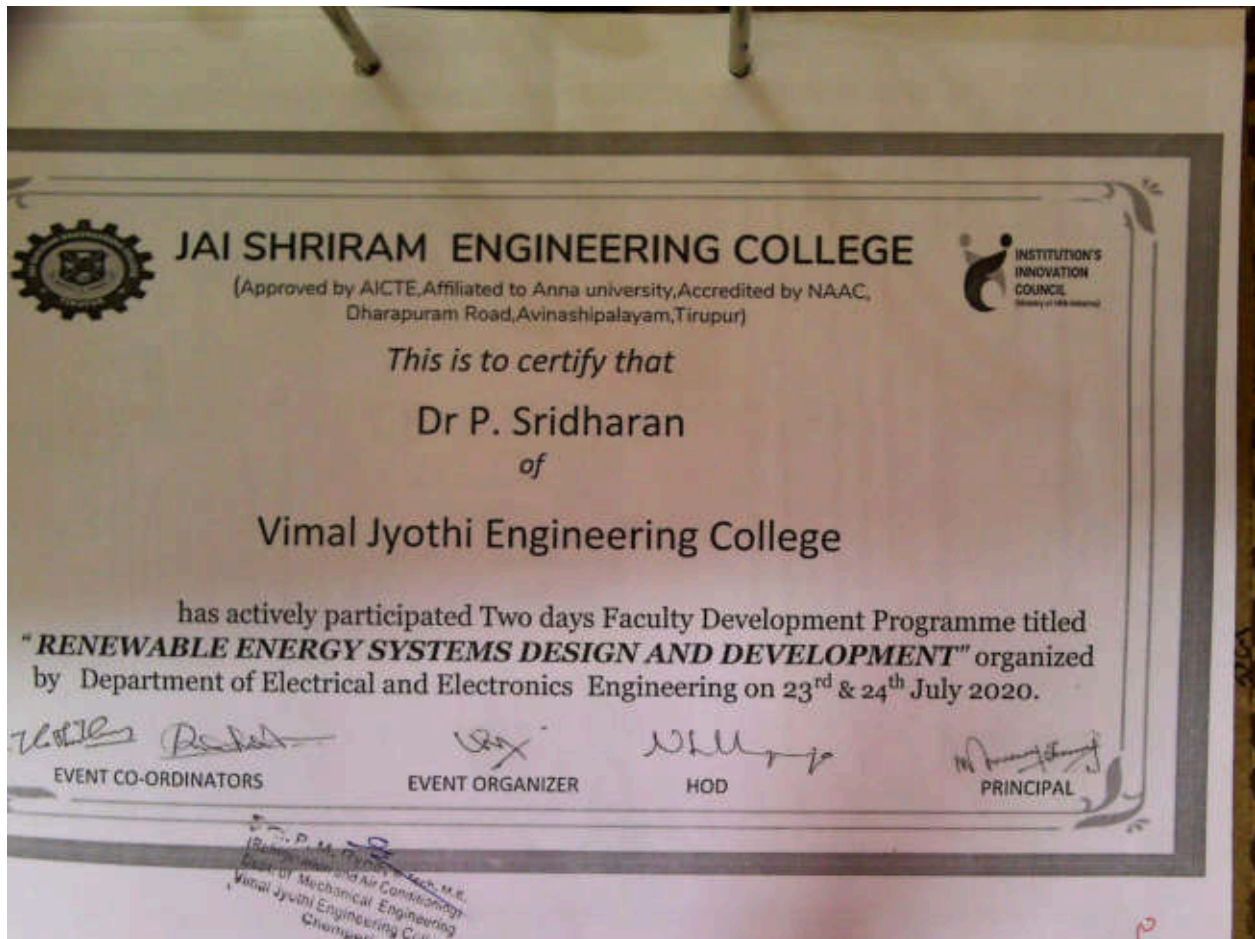 JAI SHRIRAM ENGINEERING COLLEGE
(Approved by AICTE,Affiliated to Anna university,Accredited by NAAC,
Dharapuram Road,Avinashipalayam,Tirupur)
INSTITUTION'S
INNOVATION
COUNCIL
This is to certify that
Dr P. Sridharan
of
Vimal Jyothi Engineering College
has actively participated Two days Faculty Development Programme titled
"RENEWABLE ENERGY SYSTEMS DESIGN AND DEVELOPMENT" organized
by Department of Electrical and Electronics Engineering on 23rd & 24th July 2020.
EVENT CO-ORDINATORS
EVENT ORGANIZER
HOD
PRINCIPAL
and Air Conditioning)
Dept. of Mechanical Engineering
Vimal Jyothi Engineering